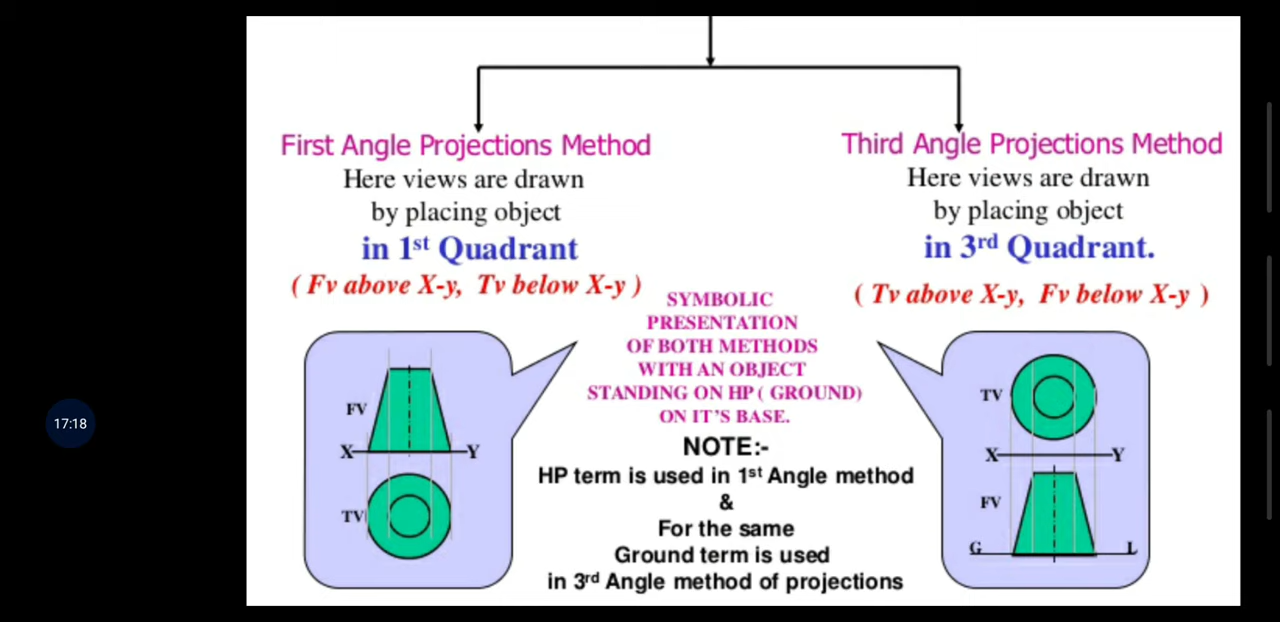 First Angle Projections Method
Here views are drawn
by placing object
in 1st Quadrant
( Fv above X-y, Tv below X-y )
Third Angle Projections Method
Here views are drawn
by placing object
in 3rd Quadrant.
( Tv above X-y, Fv below X-y )
SYMBOLIC
PRESENTATION
OF BOTH METHODS
WITH AN OBJECT
STANDING ON HP ( GROUND)
ON IT'S BASE.
NOTE:-
HP term is used in 1st Angle method
&
For the same
Ground term is used
in 3rd Angle method of projections
FV
X Y
TV
TV
X Y
FV
G L
17:18